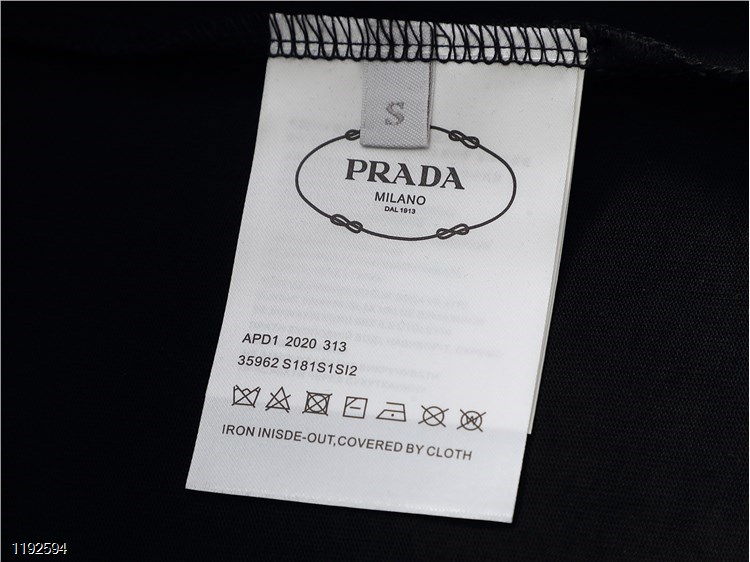 S
PRADA
MILANO
DAL 1913
APD1 2020 313
35962 S181S1SI2
W
IRON INISDE-OUT,COVERED BY CLOTH
1192594